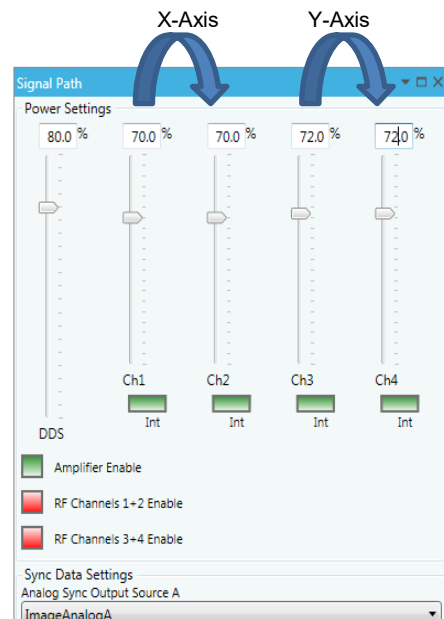 X-Axis Y-Axis
Signal Path
Power Settings
80.0 % 70.0 % 70.0 % 72.0 % 72.0 %
Ch1 Ch2 Ch3 Ch4
Int Int Int Int
DDS
Amplifier Enable
RF Channels 1+2 Enable
RF Channels 3+4 Enable
Sync Data Settings
Analog Sync Output Source A
ImageAnalogA